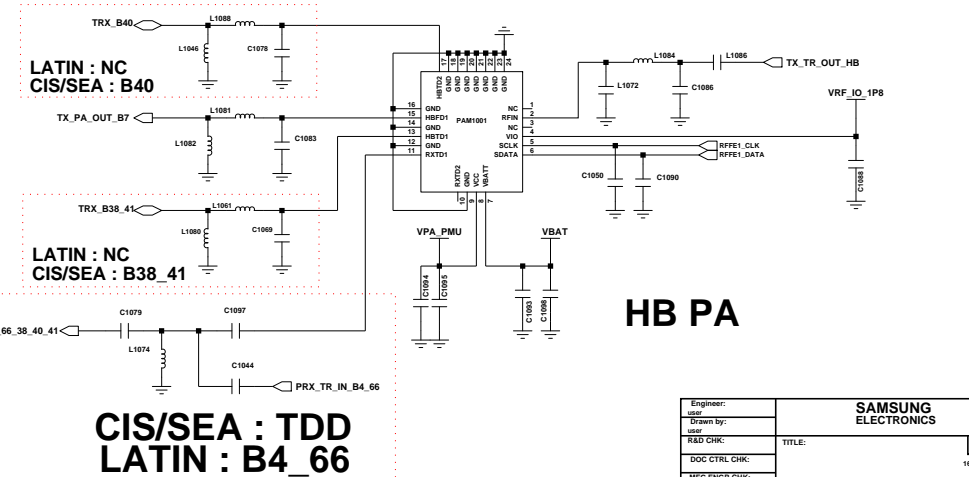 TRX_B40
L1088
L1046
C1078
LATIN : NC
CIS/SEA : B40
TX_PA_OUT_B7
L1081
L1082
C1083
TRX_B38_41
L1061
L1080
C1069
LATIN : NC
CIS/SEA : B38_41
_66_38_40_41
C1079
C1097
L1074
C1044
PRX_TR_IN_B4_66
CIS/SEA : TDD
LATIN : B4_66
17
18
19
20
21
22
23
24
HBTD2
GND
GND
GND
GND
GND
GND
GND
PAM1001
16 GND
15 HBFD1
14 GND
13 HBTD1
12 GND
11 RXTD1
NC 1
RFIN 2
NC 3
VIO 4
SCLK 5
SDATA 6
RXTD2
GND
VCC
VBATT
10
9
8
7
L1084
L1086
TX_TR_OUT_HB
L1072
C1086
VRF_IO_1P8
RFFE1_CLK
RFFE1_DATA
C1050
C1090
C1088
VPA_PMU
VBAT
C1094
C1095
C1093
C1098
HB PA
Engineer:
user
Drawn by:
user
R&D CHK:
DOC CTRL CHK:
MFG ENGR CHK:
SAMSUNG
ELECTRONICS
TITLE: